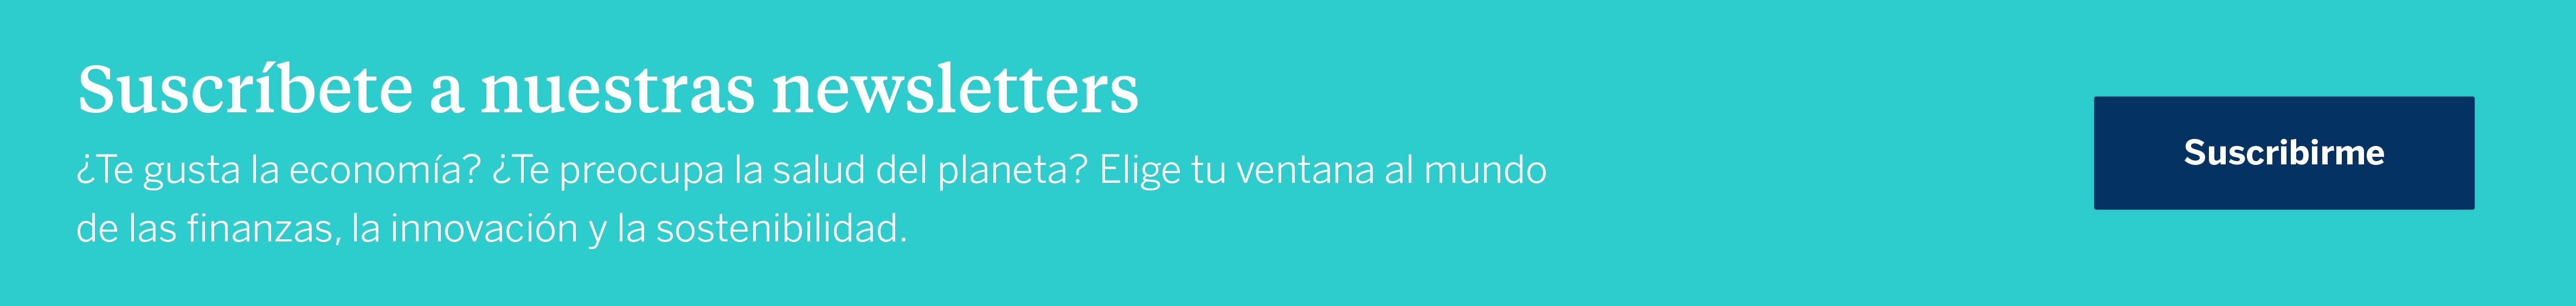 Suscríbete a nuestras newsletters
¿Te gusta la economía? ¿Te preocupa la salud del planeta? Elige tu ventana al mundo
de las finanzas, la innovación y la sostenibilidad.
Suscribirme